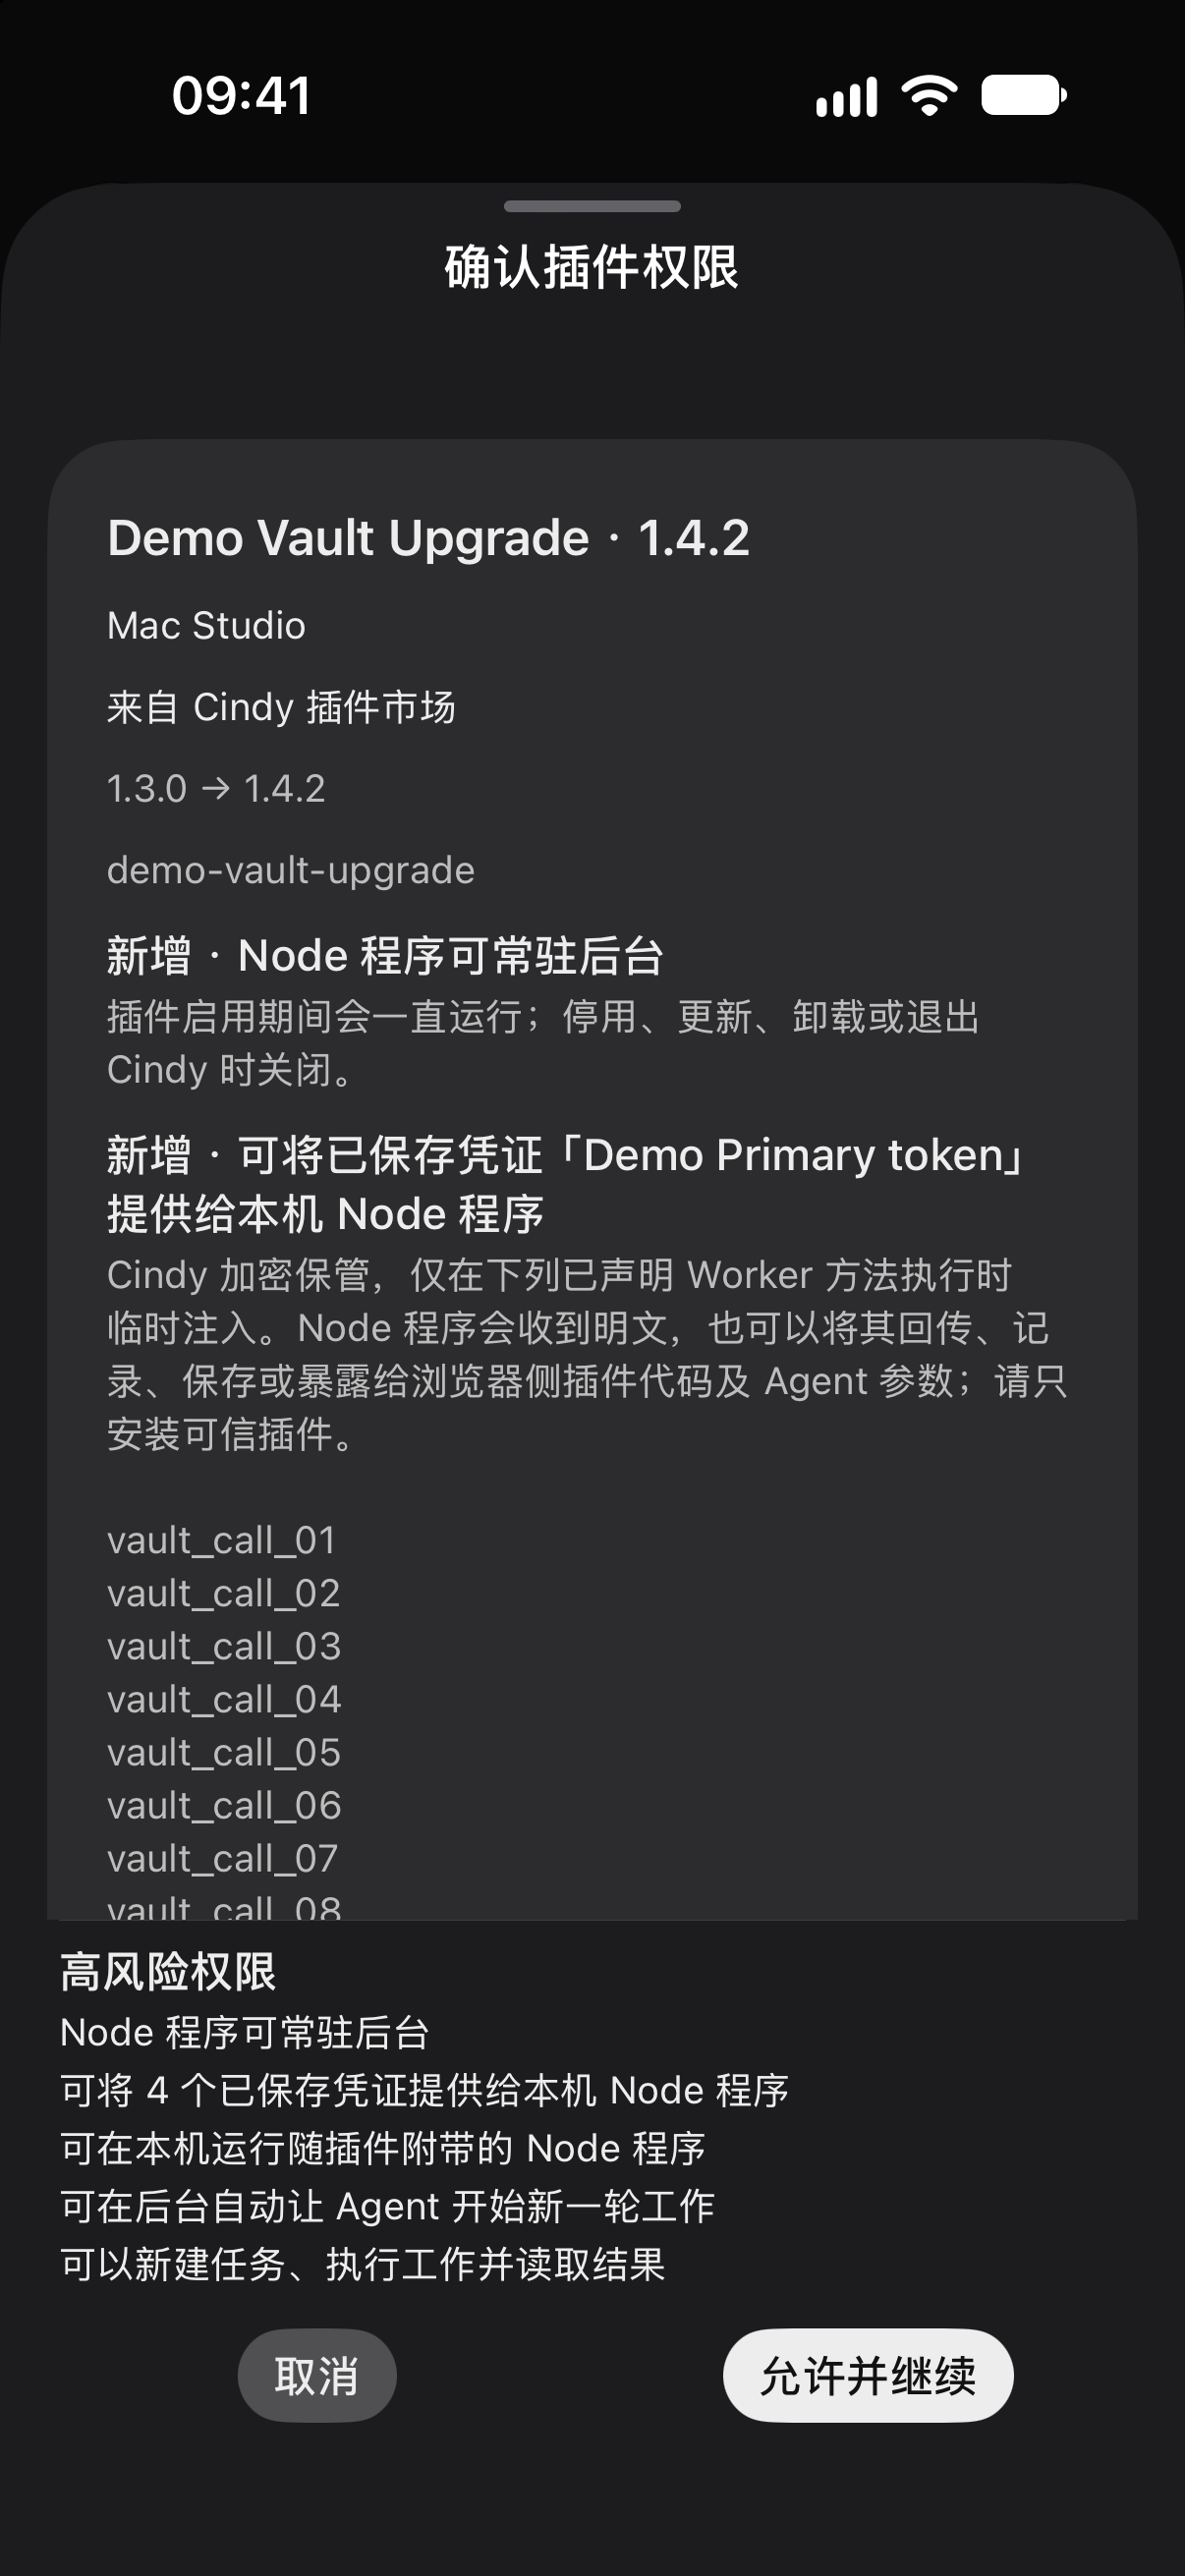 09:41
确认插件权限
Demo Vault Upgrade · 1.4.2
Mac Studio
来自 Cindy 插件市场
1.3.0 → 1.4.2
demo-vault-upgrade
新增 · Node 程序可常驻后台
插件启用期间会一直运行；停用、更新、卸载或退出
Cindy 时关闭。
新增 · 可将已保存凭证「Demo Primary token」
提供给本机 Node 程序
Cindy 加密保管，仅在下列已声明 Worker 方法执行时
临时注入。Node 程序会收到明文，也可以将其回传、记
录、保存或暴露给浏览器侧插件代码及 Agent 参数；请只
安装可信插件。
vault_call_01
vault_call_02
vault_call_03
vault_call_04
vault_call_05
vault_call_06
vault_call_07
vault_call_08
高风险权限
Node 程序可常驻后台
可将 4 个已保存凭证提供给本机 Node 程序
可在本机运行随插件附带的 Node 程序
可在后台自动让 Agent 开始新一轮工作
可以新建任务、执行工作并读取结果
取消
允许并继续